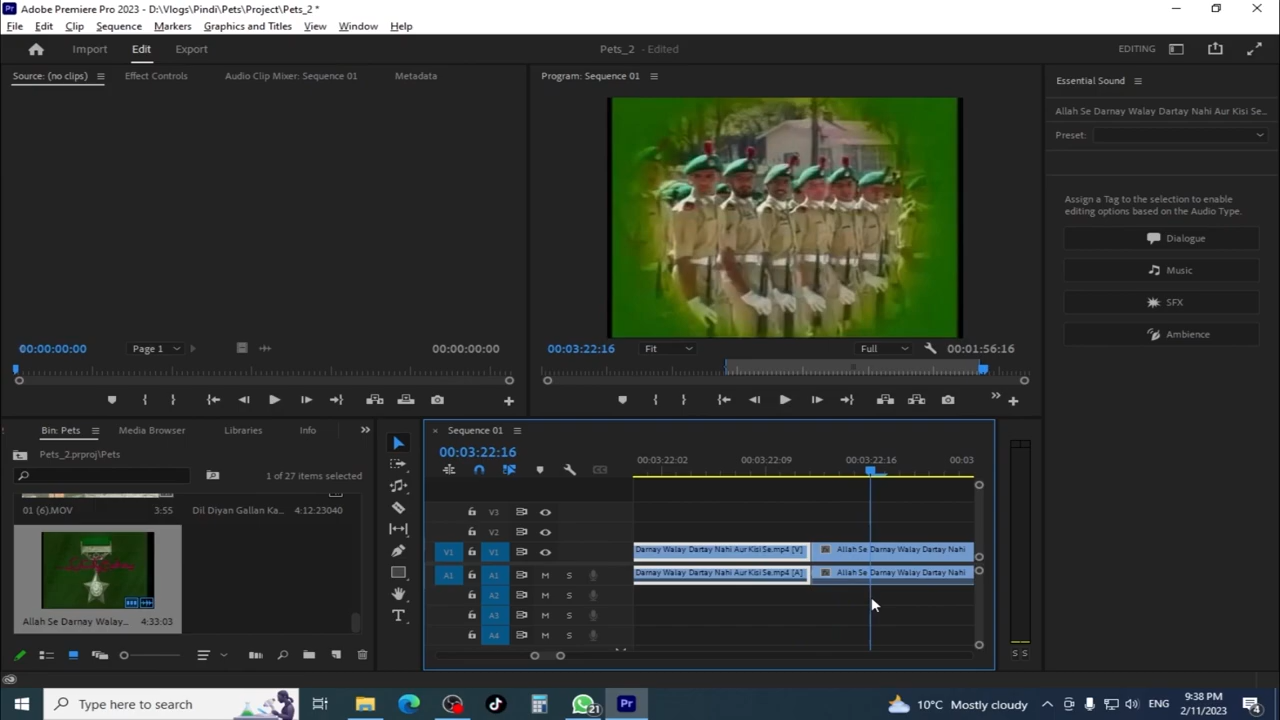 Adobe Premiere Pro 2023 - D:\Vlogs\Pindi\Pets\Project\Pets_2 *
File Edit Clip Sequence Markers Graphics and Titles View Window Help
Import Edit Export
Pets_2 - Edited
EDITING
Source: (no clips) Effect Controls Audio Clip Mixer: Sequence 01 Metadata
Program: Sequence 01
Essential Sound
Allah Se Darnay Walay Dartay Nahi Aur Kisi Se...
Preset:
Assign a Tag to the selection to enable
editing options based on the Audio Type.
Dialogue
Music
SFX
Ambience
00:00:00:00 Page 1 00:00:00:00
00:03:22:16 Fit Full 00:01:56:16
Bin: Pets Media Browser Libraries Info
Pets_2.prproj\Pets
1 of 27 items selected
01 (6).MOV 3:55 Dil Diyan Gallan Ka... 4:12:23040
Allah Se Darnay Walay... 4:33:03
Sequence 01
00:03:22:16
00:03:22:02 00:03:22:09 00:03:22:16 00:03
V3
V2
V1 V1 Darnay Walay Dartay Nahi Aur Kisi Se.mp4 [V] Allah Se Darnay Walay Dartay Nahi
A1 A1 M S Darnay Walay Dartay Nahi Aur Kisi Se.mp4 [A] Allah Se Darnay Walay Dartay Nahi
A2 M S
A3 M S
A4 M S
S S
Type here to search
21
Pr
10°C Mostly cloudy
ENG
9:38 PM
2/11/2023
4